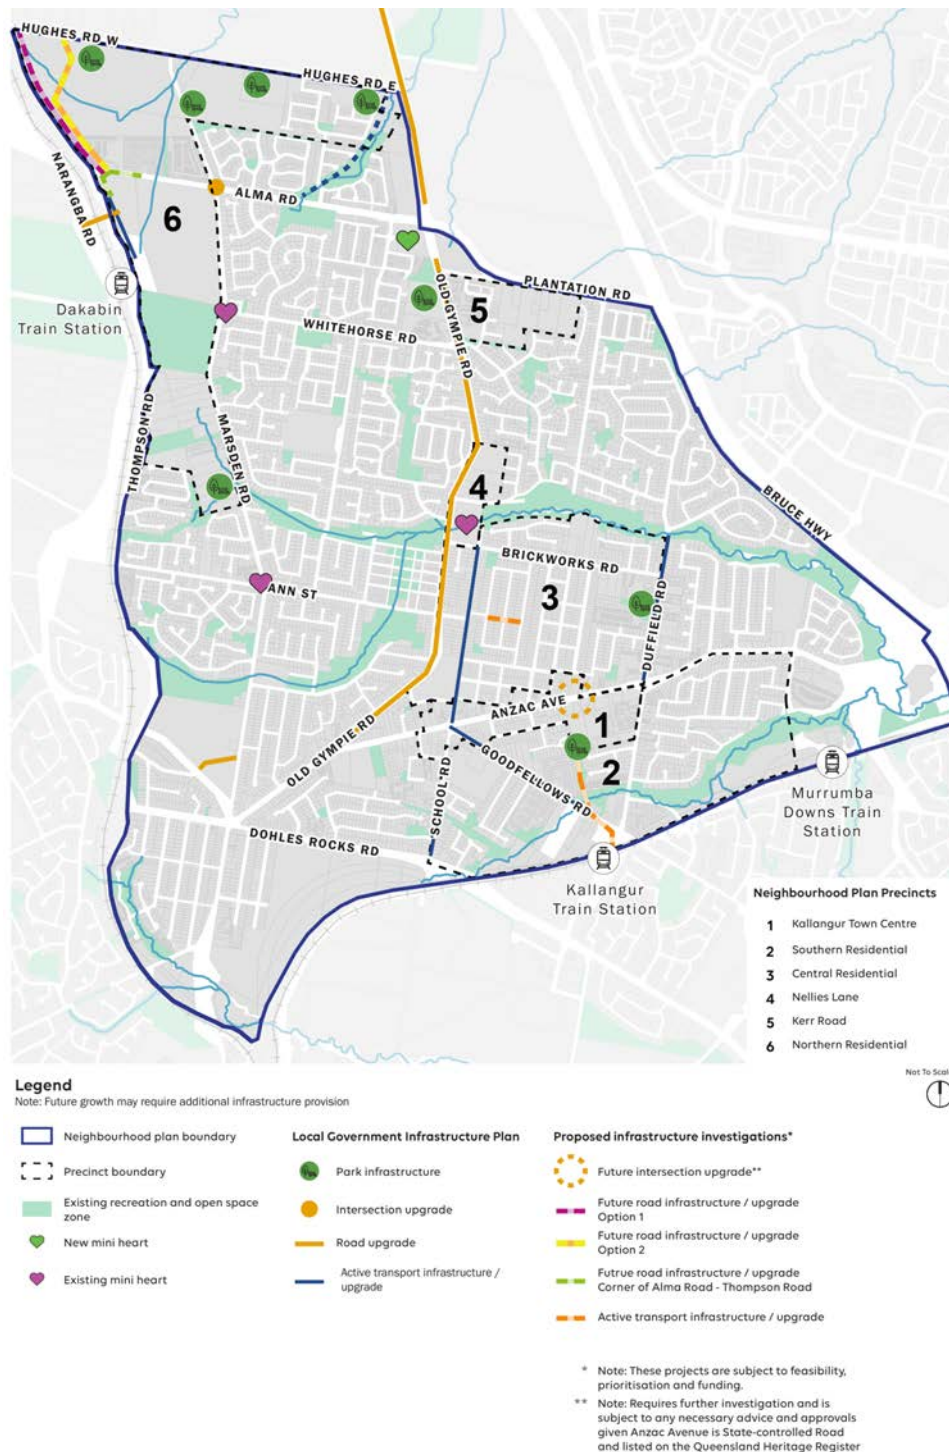 HUGHES RD W
HUGHES RD E
NARANGBA RD
ALMA RD
6
Dakabin
Train Station
PLANTATION RD
OLD GYMPIE RD
5
WHITEHORSE RD
THOMPSON RD
MARSDEN RD
4
BRUCE HWY
BRICKWORKS RD
ANN ST
3
DUFFIELD RD
ANZAC AVE
1
OLD GYMPIE RD
SCHOOL RD
GOODFELLOWS RD
2
Murrumba
Downs Train
Station
DOHLES ROCKS RD
Kallangur
Train Station
Neighbourhood Plan Precincts
1 Kallangur Town Centre
2 Southern Residential
3 Central Residential
4 Nellies Lane
5 Kerr Road
6 Northern Residential
Not To Scal
Legend
Note: Future growth may require additional infrastructure provision
Neighbourhood plan boundary
Precinct boundary
Existing recreation and open space
zone
New mini heart
Existing mini heart
Local Government Infrastructure Plan
Park infrastructure
Intersection upgrade
Road upgrade
Active transport infrastructure /
upgrade
Proposed infrastructure investigations*
Future intersection upgrade**
Future road infrastructure / upgrade
Option 1
Future road infrastructure / upgrade
Option 2
Futrue road infrastructure / upgrade
Corner of Alma Road - Thompson Road
Active transport infrastructure / upgrade
* Note: These projects are subject to feasibility,
prioritisation and funding.
** Note: Requires further investigation and is
subject to any necessary advice and approvals
given Anzac Avenue is State-controlled Road
and listed on the Queensland Heritage Register